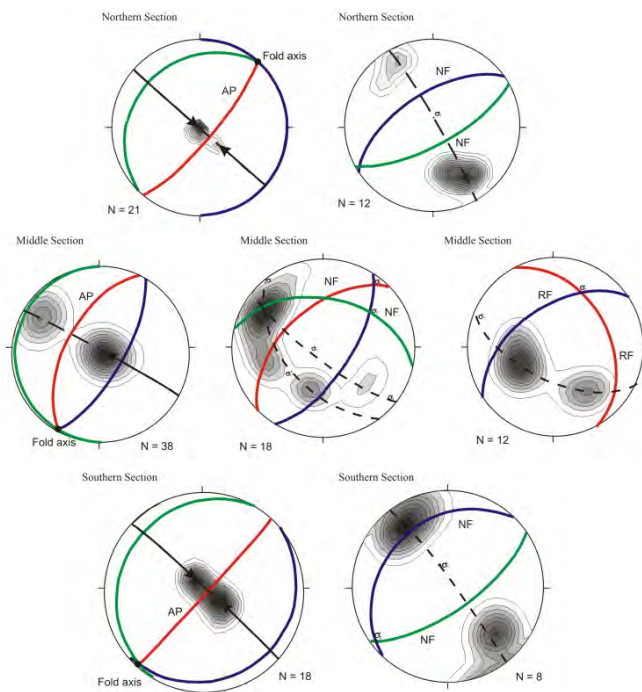 Northern Section
Northern Section
Fold axis
AP
N = 21
NF
σ
NF
N = 12
Middle Section
Middle Section
Middle Section
AP
Fold axis
N = 38
NF
σ
σ
σ
NF
σ
σ
σ
N = 18
RF
σ
σ
RF
N = 12
Southern Section
Southern Section
AP
Fold axis
N = 18
NF
σ
σ
NF
N = 8